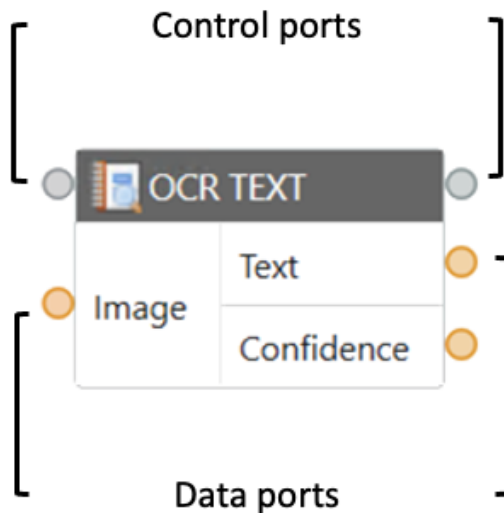 Control ports
OCR TEXT
Text
Image
Confidence
Data ports